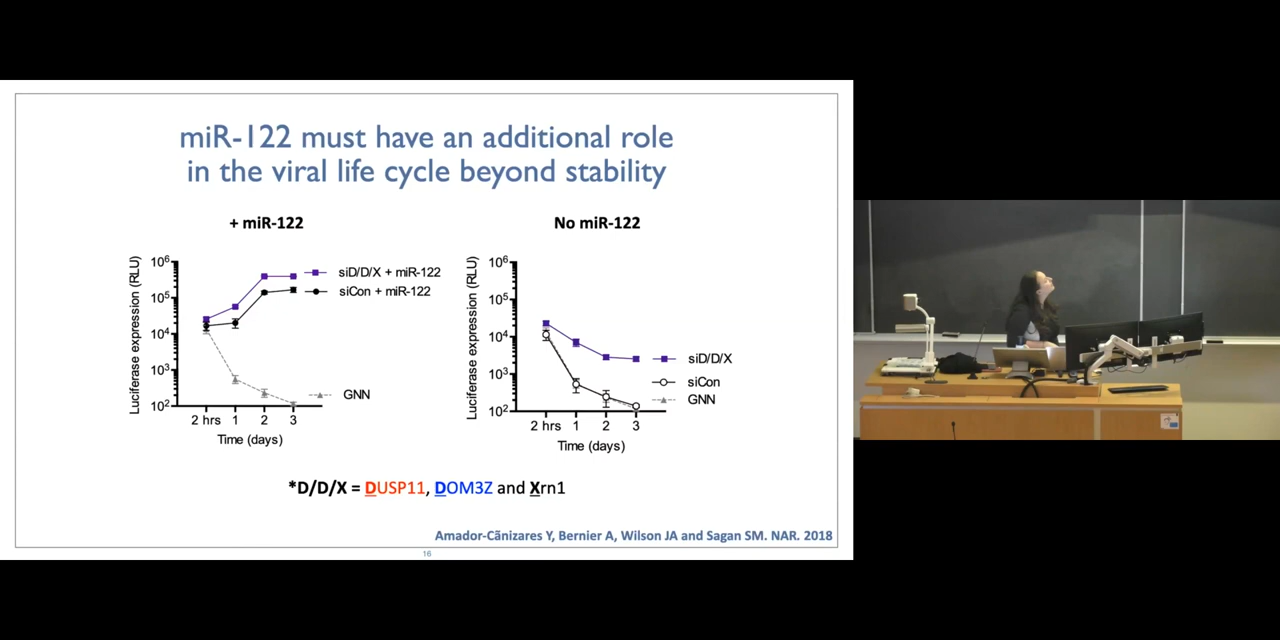 miR-122 must have an additional role
in the viral life cycle beyond stability
+ miR-122
Luciferase expression (RLU)
10⁶
10⁵
10⁴
10³
10²
2 hrs 1 2 3
Time (days)
siD/D/X + miR-122
siCon + miR-122
GNN
No miR-122
Luciferase expression (RLU)
10⁶
10⁵
10⁴
10³
10²
2 hrs 1 2 3
Time (days)
siD/D/X
siCon
GNN
*D/D/X = DUSP11, DOM3Z and Xrn1
Amador-Cãnizares Y, Bernier A, Wilson JA and Sagan SM. NAR. 2018
16